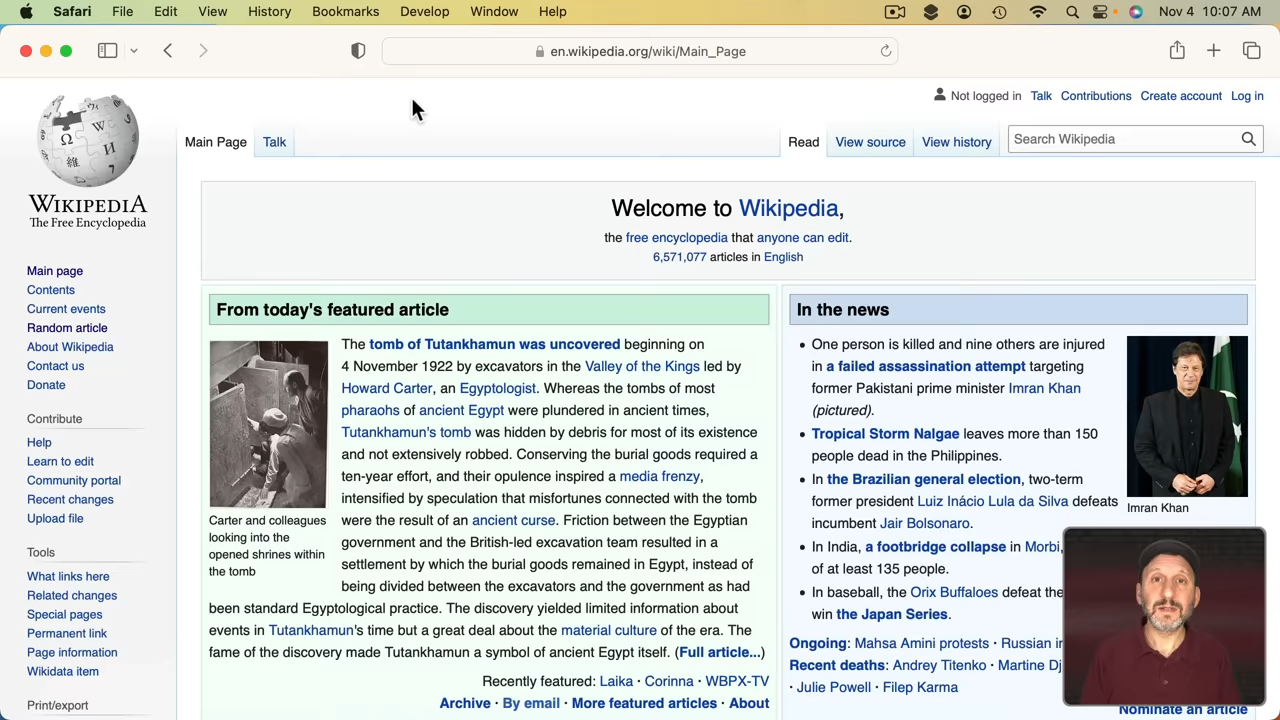 Safari File Edit View History Bookmarks Develop Window Help Nov 4 10:07 AM
en.wikipedia.org/wiki/Main_Page
Not logged in Talk Contributions Create account Log in
Main Page Talk Read View source View history Search Wikipedia
WIKIPEDIA
The Free Encyclopedia
Main page
Contents
Current events
Random article
About Wikipedia
Contact us
Donate
Contribute
Help
Learn to edit
Community portal
Recent changes
Upload file
Tools
What links here
Related changes
Special pages
Permanent link
Page information
Wikidata item
Print/export
Welcome to Wikipedia,
the free encyclopedia that anyone can edit.
6,571,077 articles in English
From today's featured article
The tomb of Tutankhamun was uncovered beginning on
4 November 1922 by excavators in the Valley of the Kings led by
Howard Carter, an Egyptologist. Whereas the tombs of most
pharaohs of ancient Egypt were plundered in ancient times,
Tutankhamun's tomb was hidden by debris for most of its existence
and not extensively robbed. Conserving the burial goods required a
ten-year effort, and their opulence inspired a media frenzy,
intensified by speculation that misfortunes connected with the tomb
were the result of an ancient curse. Friction between the Egyptian
government and the British-led excavation team resulted in a
settlement by which the burial goods remained in Egypt, instead of
being divided between the excavators and the government as had
been standard Egyptological practice. The discovery yielded limited information about
events in Tutankhamun's time but a great deal about the material culture of the era. The
fame of the discovery made Tutankhamun a symbol of ancient Egypt itself. (Full article...)
Carter and colleagues
looking into the
opened shrines within
the tomb
Recently featured: Laika · Corinna · WBPX-TV
Archive · By email · More featured articles · About
In the news
• One person is killed and nine others are injured
in a failed assassination attempt targeting
former Pakistani prime minister Imran Khan
(pictured).
• Tropical Storm Nalgae leaves more than 150
people dead in the Philippines.
• In the Brazilian general election, two-term
former president Luiz Inácio Lula da Silva defeats
incumbent Jair Bolsonaro.
• In India, a footbridge collapse in Morbi,
of at least 135 people.
• In baseball, the Orix Buffaloes defeat the
win the Japan Series.
Imran Khan
Ongoing: Mahsa Amini protests · Russian in
Recent deaths: Andrey Titenko · Martine Dj
· Julie Powell · Filep Karma
Nominate an article